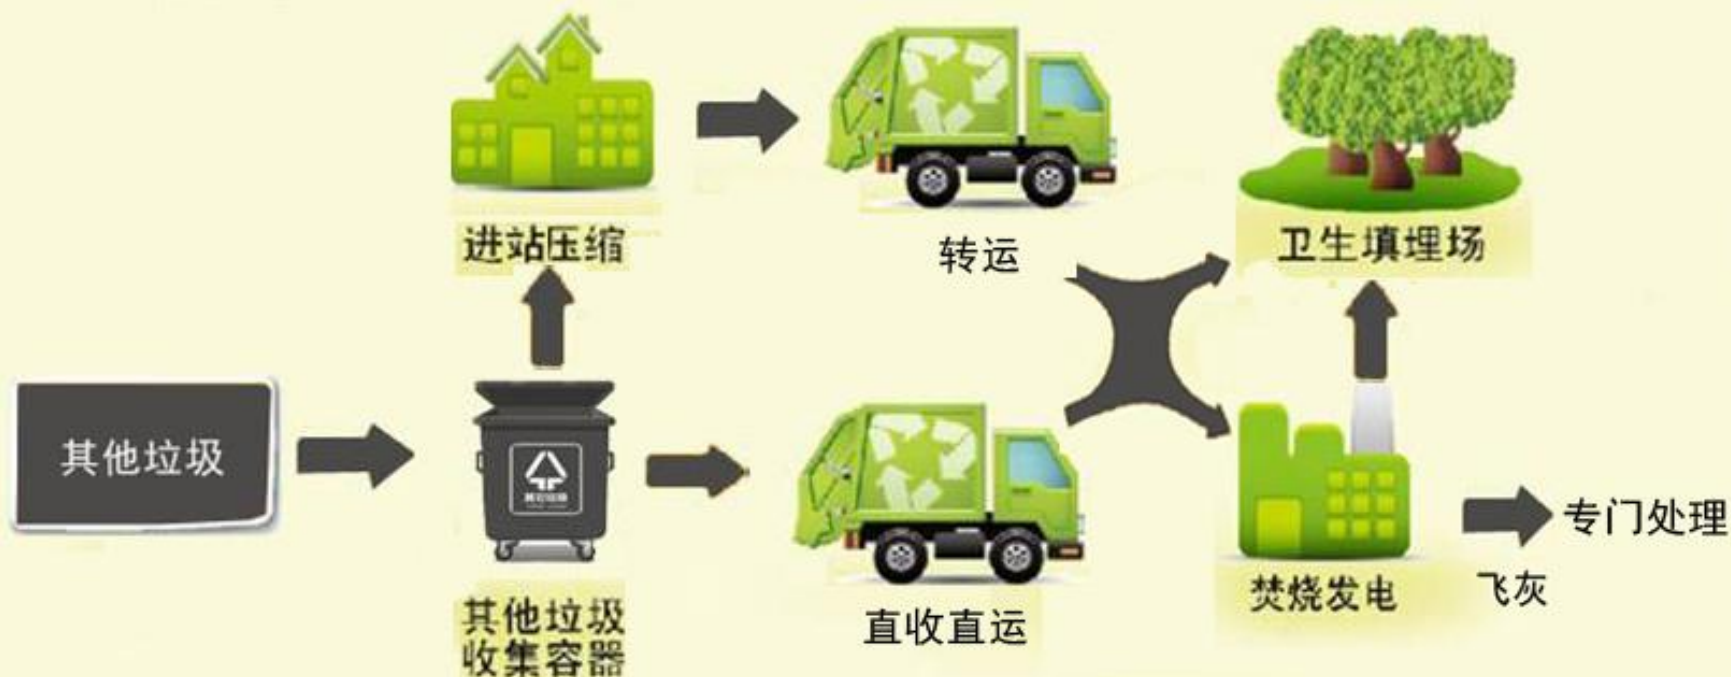 进站压缩
转运
卫生填埋场
其他垃圾
专门处理
焚烧发电
飞灰
其他垃圾
收集容器
直收直运